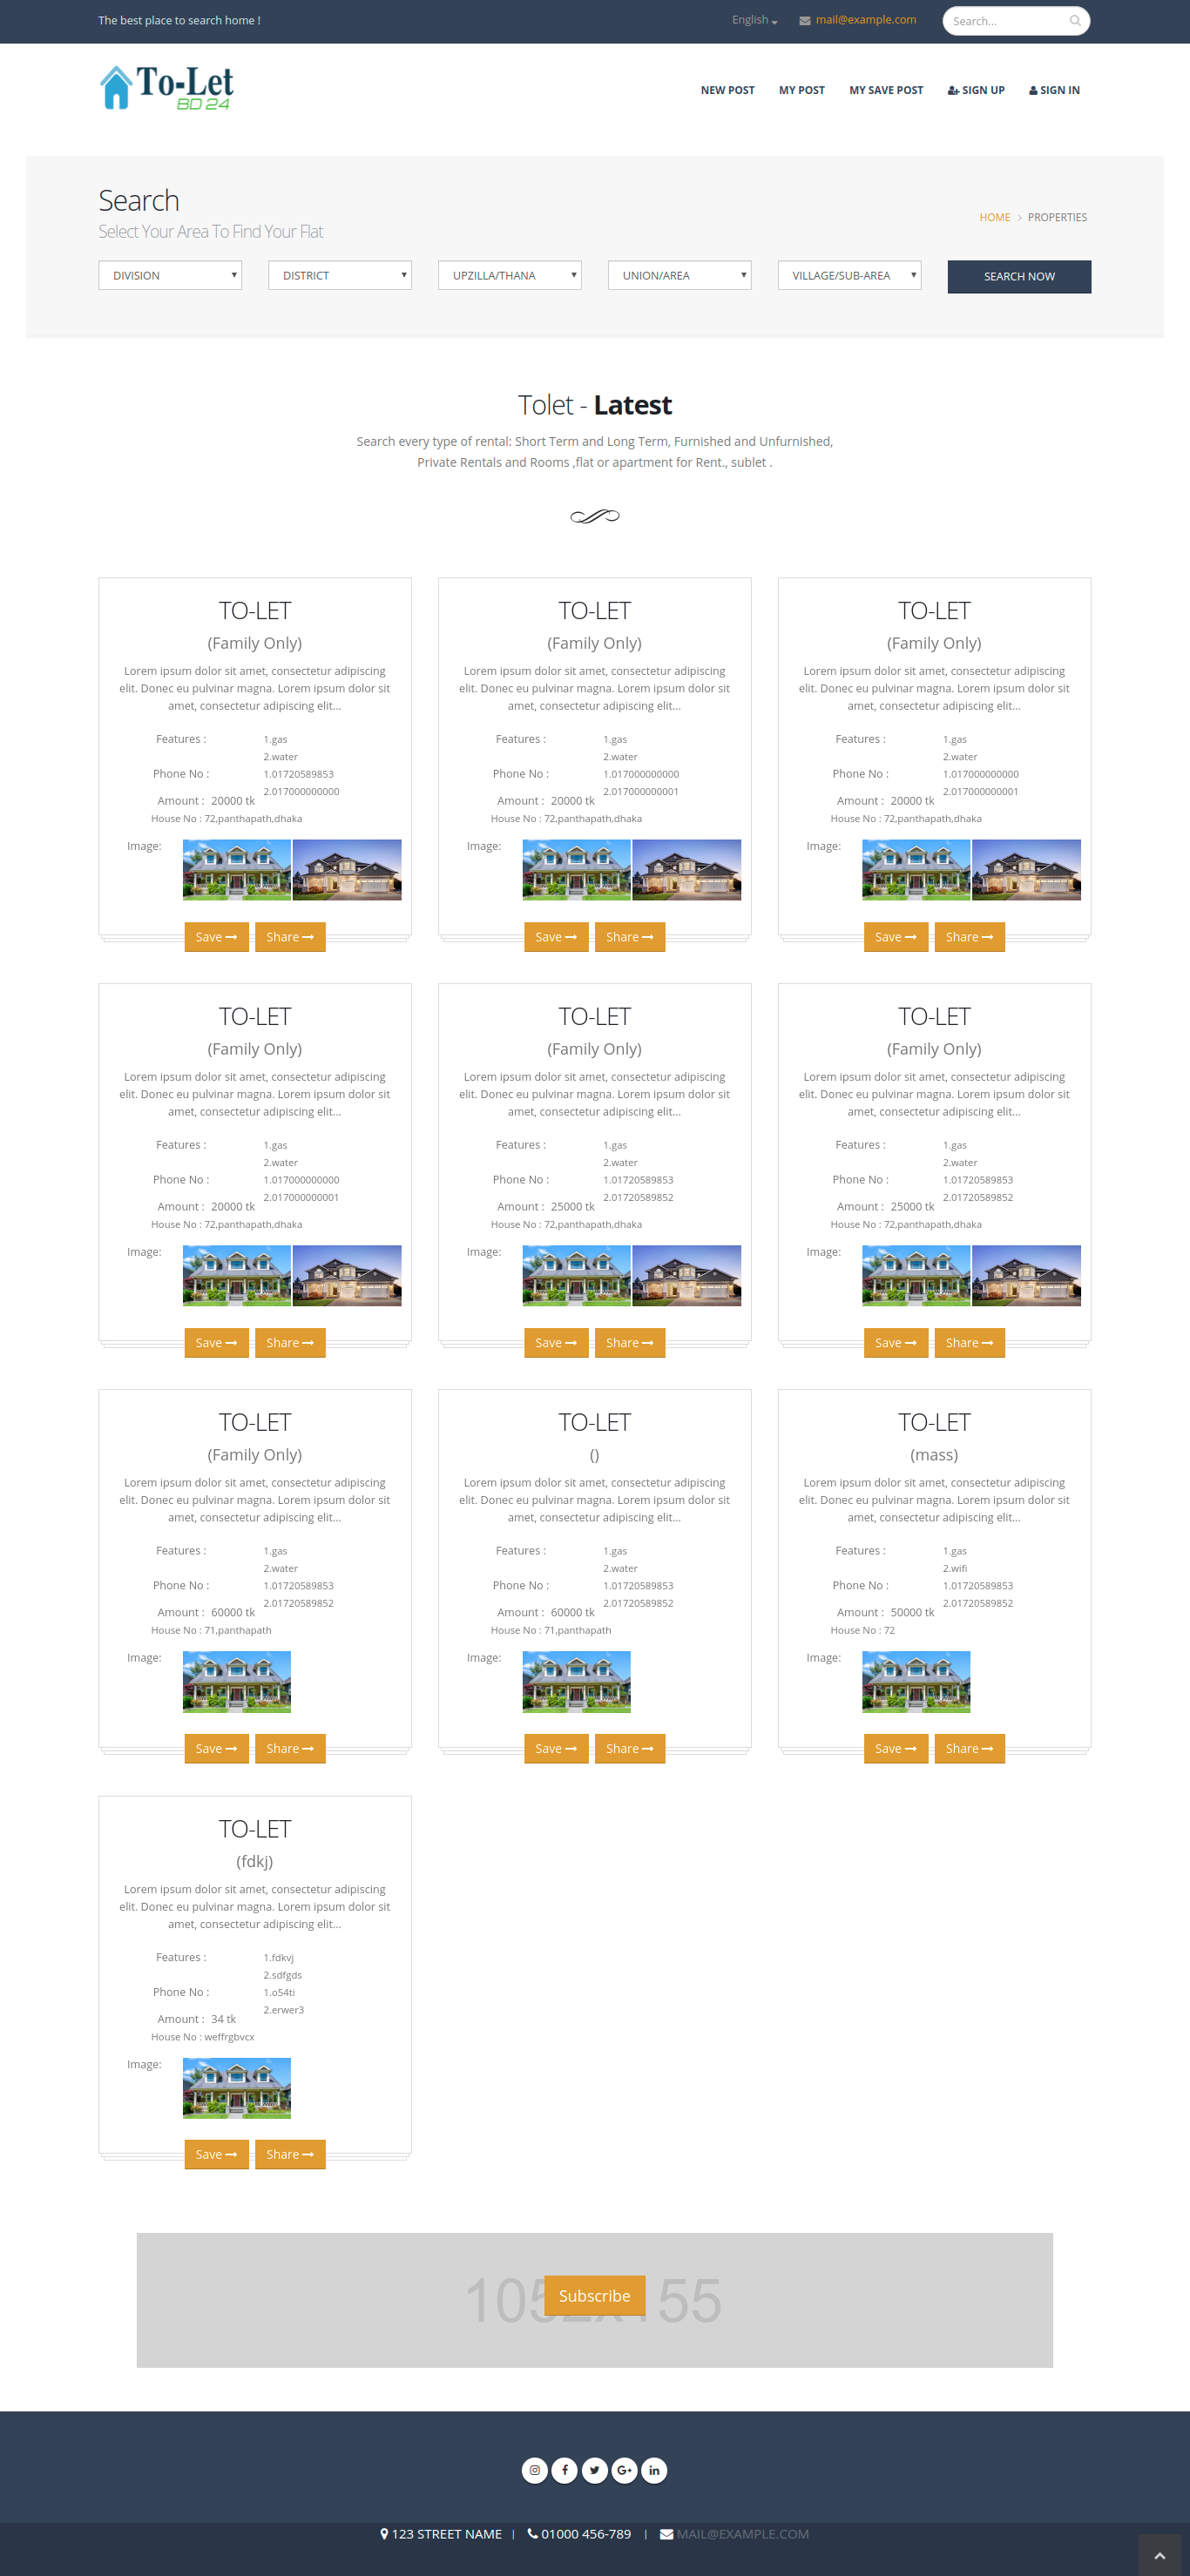 The best place to search home !
English
mail@example.com
Search...
To-Let
BD 24
NEW POST
MY POST
MY SAVE POST
SIGN UP
SIGN IN
Search
Select Your Area To Find Your Flat
HOME > PROPERTIES
DIVISION
DISTRICT
UPZILLA/THANA
UNION/AREA
VILLAGE/SUB-AREA
SEARCH NOW
Tolet - Latest
Search every type of rental: Short Term and Long Term, Furnished and Unfurnished,
Private Rentals and Rooms ,flat or apartment for Rent., sublet .
TO-LET
(Family Only)
Lorem ipsum dolor sit amet, consectetur adipiscing
elit. Donec eu pulvinar magna. Lorem ipsum dolor sit
amet, consectetur adipiscing elit...
Features : 1.gas
2.water
Phone No : 1.01720589853
2.017000000000
Amount : 20000 tk
House No : 72,panthapath,dhaka
Image:
Save Share
TO-LET
(Family Only)
Lorem ipsum dolor sit amet, consectetur adipiscing
elit. Donec eu pulvinar magna. Lorem ipsum dolor sit
amet, consectetur adipiscing elit...
Features : 1.gas
2.water
Phone No : 1.017000000000
2.017000000001
Amount : 20000 tk
House No : 72,panthapath,dhaka
Image:
Save Share
TO-LET
(Family Only)
Lorem ipsum dolor sit amet, consectetur adipiscing
elit. Donec eu pulvinar magna. Lorem ipsum dolor sit
amet, consectetur adipiscing elit...
Features : 1.gas
2.water
Phone No : 1.017000000000
2.017000000001
Amount : 20000 tk
House No : 72,panthapath,dhaka
Image:
Save Share
TO-LET
(Family Only)
Lorem ipsum dolor sit amet, consectetur adipiscing
elit. Donec eu pulvinar magna. Lorem ipsum dolor sit
amet, consectetur adipiscing elit...
Features : 1.gas
2.water
Phone No : 1.017000000000
2.017000000001
Amount : 20000 tk
House No : 72,panthapath,dhaka
Image:
Save Share
TO-LET
(Family Only)
Lorem ipsum dolor sit amet, consectetur adipiscing
elit. Donec eu pulvinar magna. Lorem ipsum dolor sit
amet, consectetur adipiscing elit...
Features : 1.gas
2.water
Phone No : 1.01720589853
2.01720589852
Amount : 25000 tk
House No : 72,panthapath,dhaka
Image:
Save Share
TO-LET
(Family Only)
Lorem ipsum dolor sit amet, consectetur adipiscing
elit. Donec eu pulvinar magna. Lorem ipsum dolor sit
amet, consectetur adipiscing elit...
Features : 1.gas
2.water
Phone No : 1.01720589853
2.01720589852
Amount : 25000 tk
House No : 72,panthapath,dhaka
Image:
Save Share
TO-LET
(Family Only)
Lorem ipsum dolor sit amet, consectetur adipiscing
elit. Donec eu pulvinar magna. Lorem ipsum dolor sit
amet, consectetur adipiscing elit...
Features : 1.gas
2.water
Phone No : 1.01720589853
2.01720589852
Amount : 60000 tk
House No : 71,panthapath
Image:
Save Share
TO-LET
()
Lorem ipsum dolor sit amet, consectetur adipiscing
elit. Donec eu pulvinar magna. Lorem ipsum dolor sit
amet, consectetur adipiscing elit...
Features : 1.gas
2.water
Phone No : 1.01720589853
2.01720589852
Amount : 60000 tk
House No : 71,panthapath
Image:
Save Share
TO-LET
(mass)
Lorem ipsum dolor sit amet, consectetur adipiscing
elit. Donec eu pulvinar magna. Lorem ipsum dolor sit
amet, consectetur adipiscing elit...
Features : 1.gas
2.wifi
Phone No : 1.01720589853
2.01720589852
Amount : 50000 tk
House No : 72
Image:
Save Share
TO-LET
(fdkj)
Lorem ipsum dolor sit amet, consectetur adipiscing
elit. Donec eu pulvinar magna. Lorem ipsum dolor sit
amet, consectetur adipiscing elit...
Features : 1.fdkvj
2.sdfgds
Phone No : 1.o54ti
2.erwer3
Amount : 34 tk
House No : weffrgbvcx
Image:
Save Share
Subscribe
123 STREET NAME | 01000 456-789 | MAIL@EXAMPLE.COM